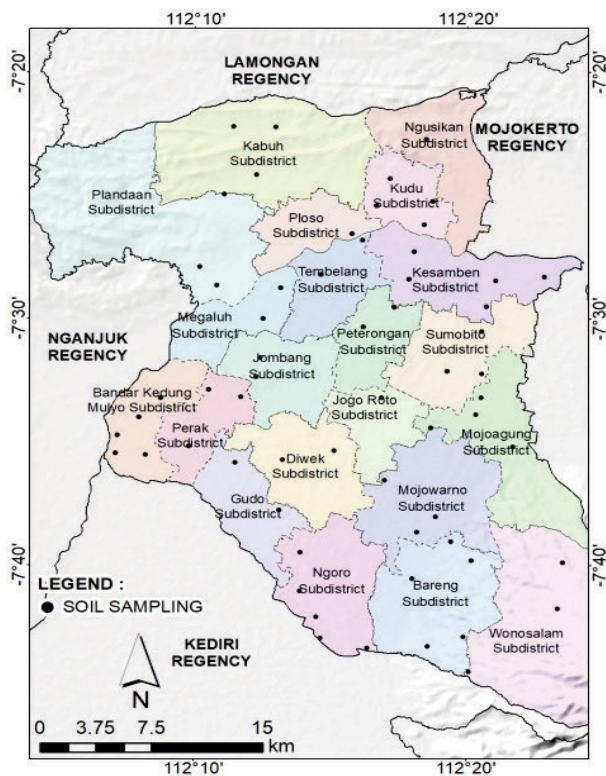 112°10'
112°20'
-7°20'
-7°20'
LAMONGAN
REGENCY
Ngusikan
Subdistrict
MOJOKERTO
REGENCY
Kabuh
Subdistrict
Plandaan
Subdistrict
Kudu
Subdistrict
Ploso
Subdistrict
Tembelang
Subdistrict
Kesamben
Subdistrict
-7°30'
-7°30'
Megaluh
Subdistrict
Peterongan
Subdistrict
Sumobito
Subdistrict
NGANJUK
REGENCY
Jombang
Subdistrict
Bandar Kedung
Mulyo Subdistrict
Jogo Roto
Subdistrict
Perak
Subdistrict
Mojoagung
Subdistrict
Diwek
Subdistrict
Gudo
Subdistrict
Mojowarno
Subdistrict
-7°40'
-7°40'
LEGEND :
SOIL SAMPLING
Ngoro
Subdistrict
Bareng
Subdistrict
Wonosalam
Subdistrict
KEDIRI
REGENCY
N
0 3.75 7.5 15
km
112°10'
112°20'